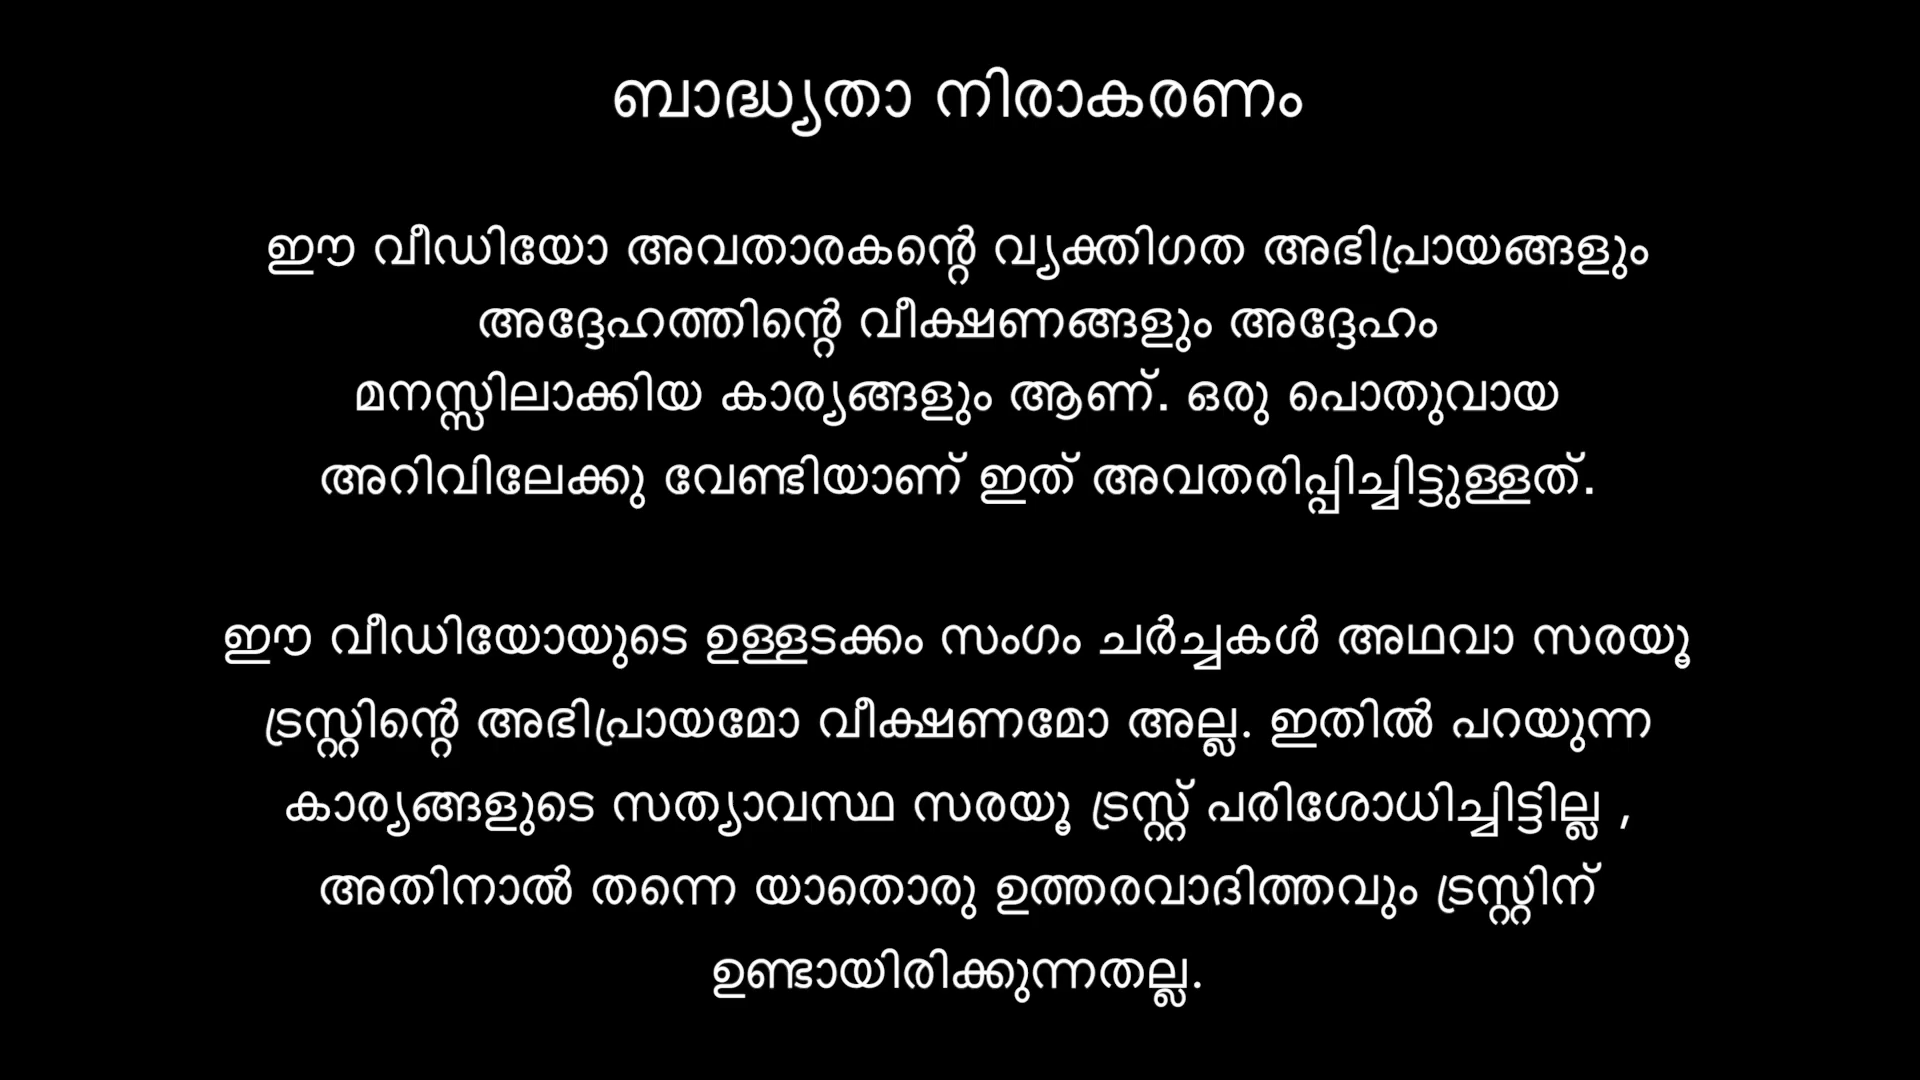 ബാദ്ധ്യതാ നിരാകരണം
ഈ വീഡിയോ അവതാരകന്റെ വ്യക്തിഗത അഭിപ്രായങ്ങളും
അദ്ദേഹത്തിന്റെ വീക്ഷണങ്ങളും അദ്ദേഹം
മനസ്സിലാക്കിയ കാര്യങ്ങളും ആണ്. ഒരു പൊതുവായ
അറിവിലേക്കു വേണ്ടിയാണ് ഇത് അവതരിപ്പിച്ചിട്ടുള്ളത്.
ഈ വീഡിയോയുടെ ഉള്ളടക്കം സംഗം ചർച്ചകൾ അഥവാ സരയൂ
ട്രസ്റ്റിന്റെ അഭിപ്രായമോ വീക്ഷണമോ അല്ല. ഇതിൽ പറയുന്ന
കാര്യങ്ങളുടെ സത്യാവസ്ഥ സരയൂ ട്രസ്റ്റ് പരിശോധിച്ചിട്ടില്ല ,
അതിനാൽ തന്നെ യാതൊരു ഉത്തരവാദിത്തവും ട്രസ്റ്റിന്
ഉണ്ടായിരിക്കുന്നതല്ല.